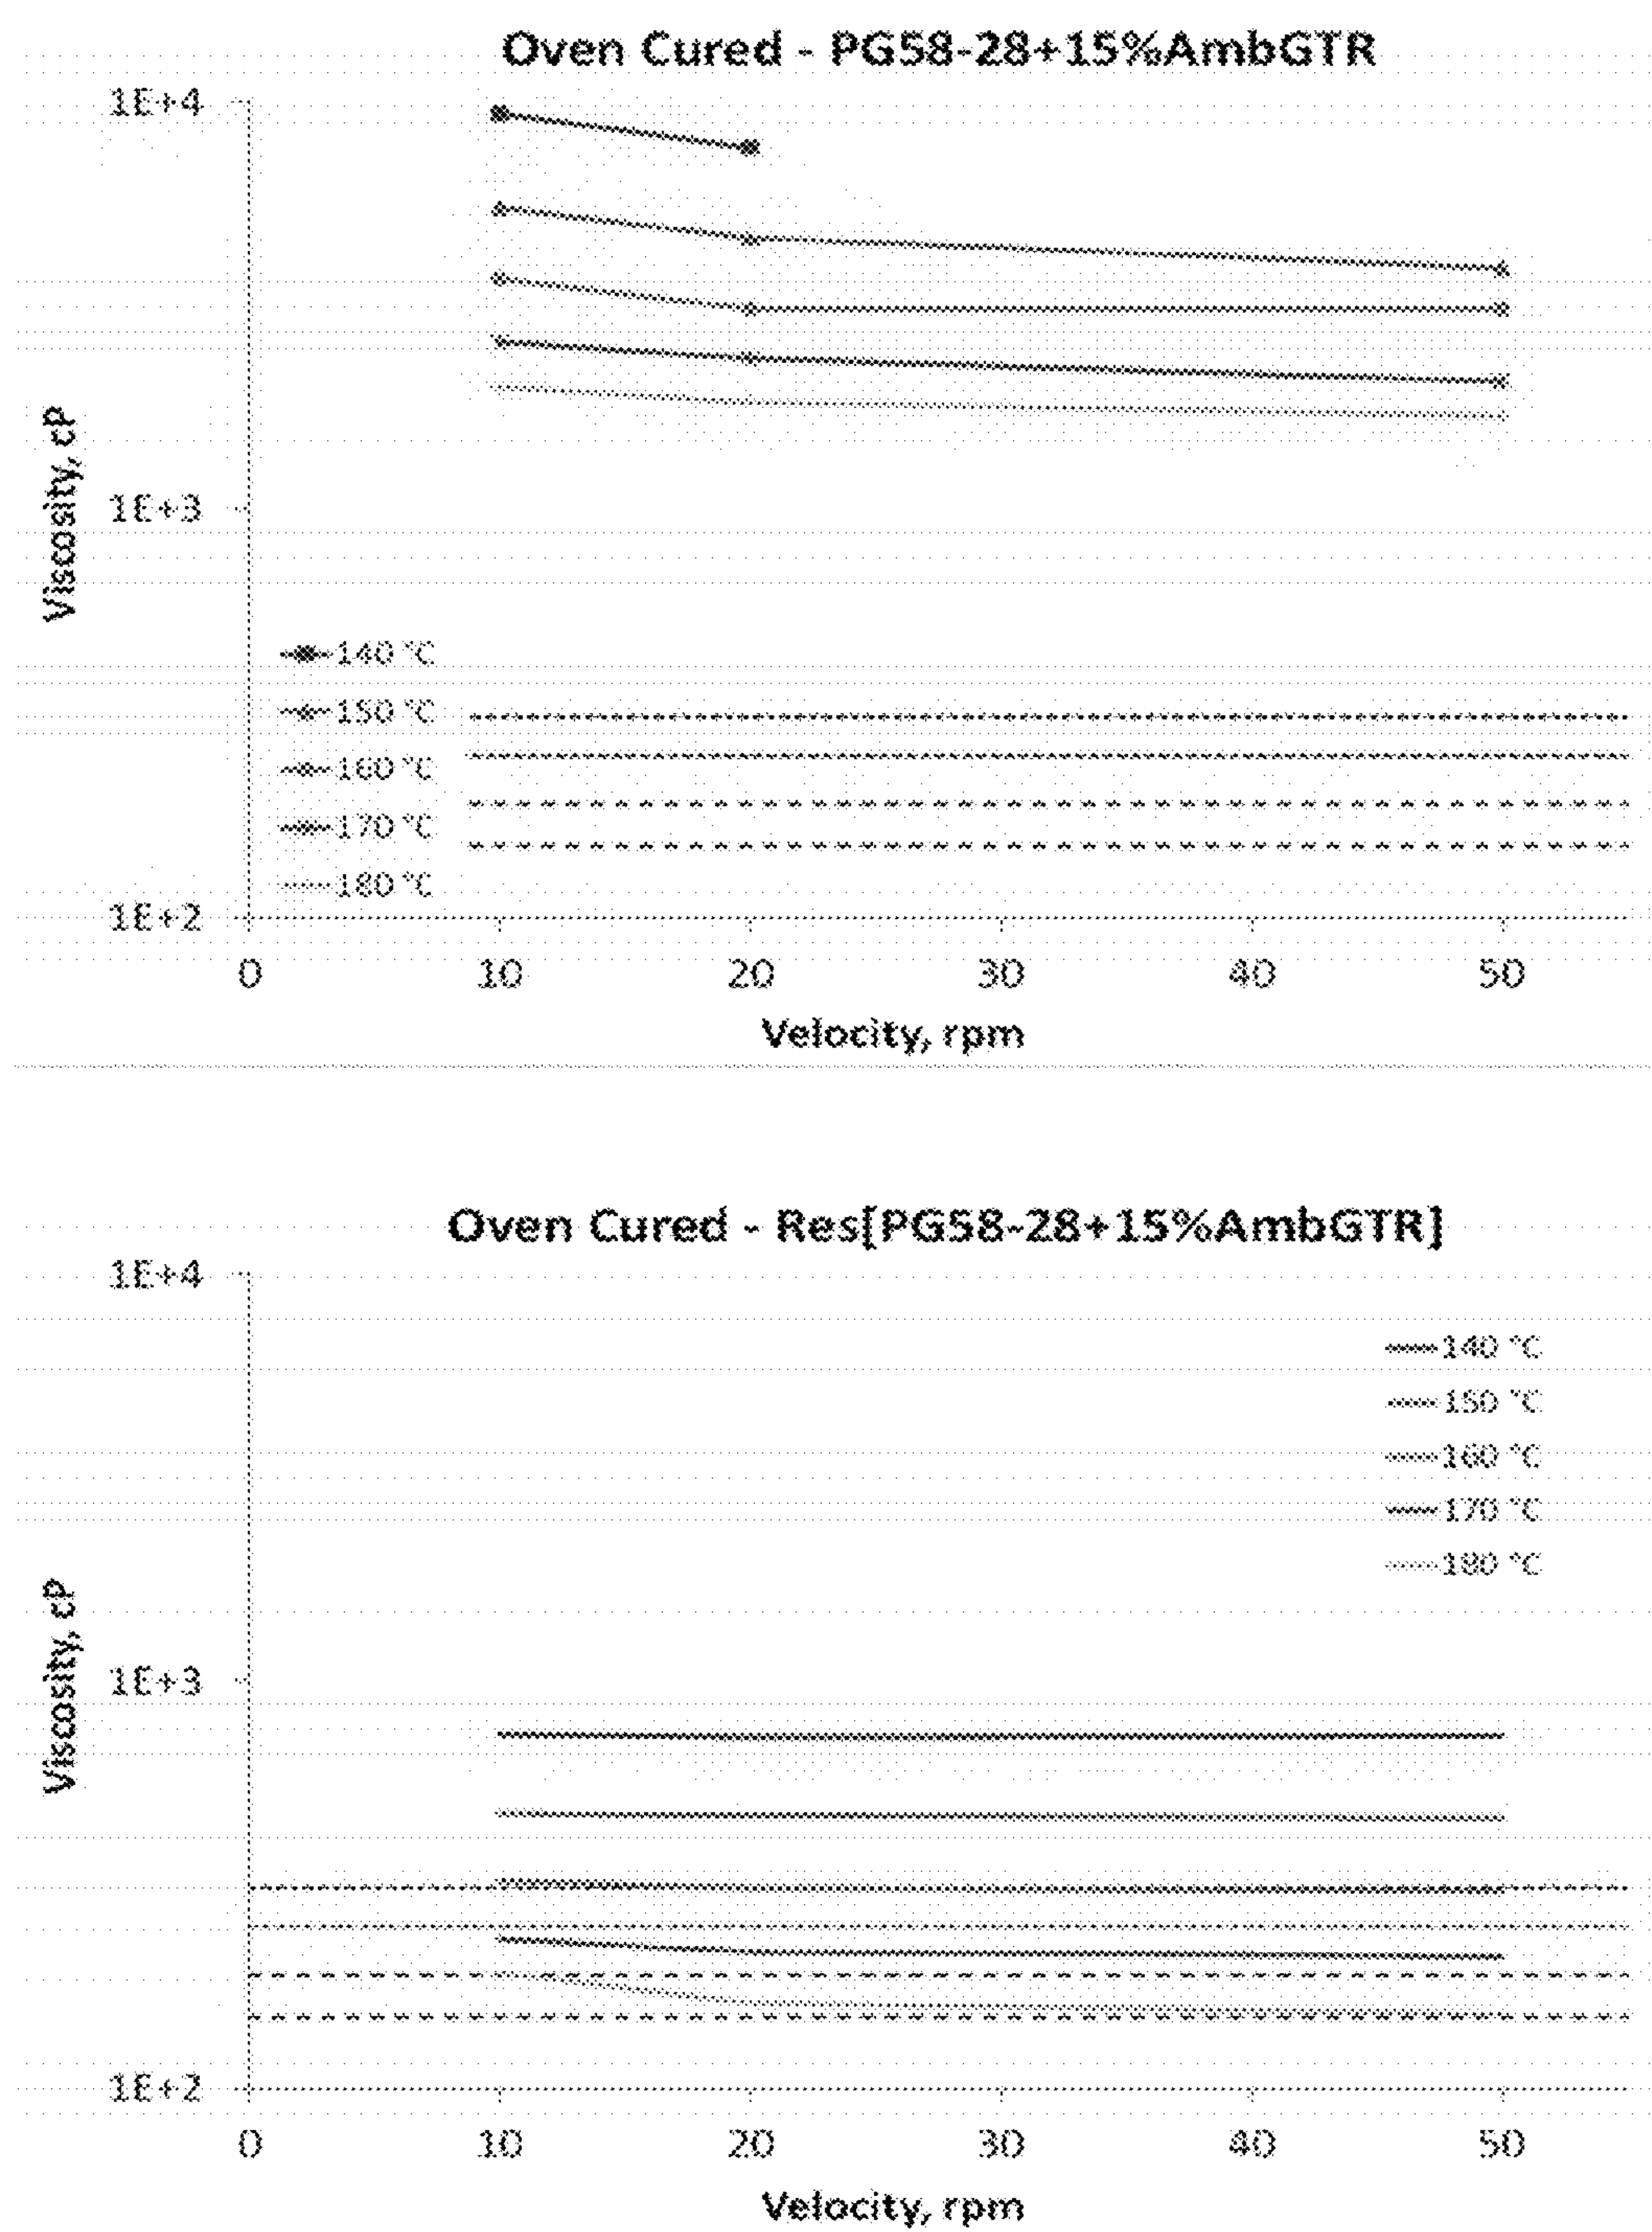 Oven Cured - PG58-28+15%AmbGTR
1E+4
1E+3
1E+2
Viscosity, cP
140 °C
150 °C
160 °C
170 °C
180 °C
0 10 20 30 40 50
Velocity, rpm
Oven Cured - Res[PG58-28+15%AmbGTR]
1E+4
1E+3
1E+2
Viscosity, cP
140 °C
150 °C
160 °C
170 °C
180 °C
0 10 20 30 40 50
Velocity, rpm